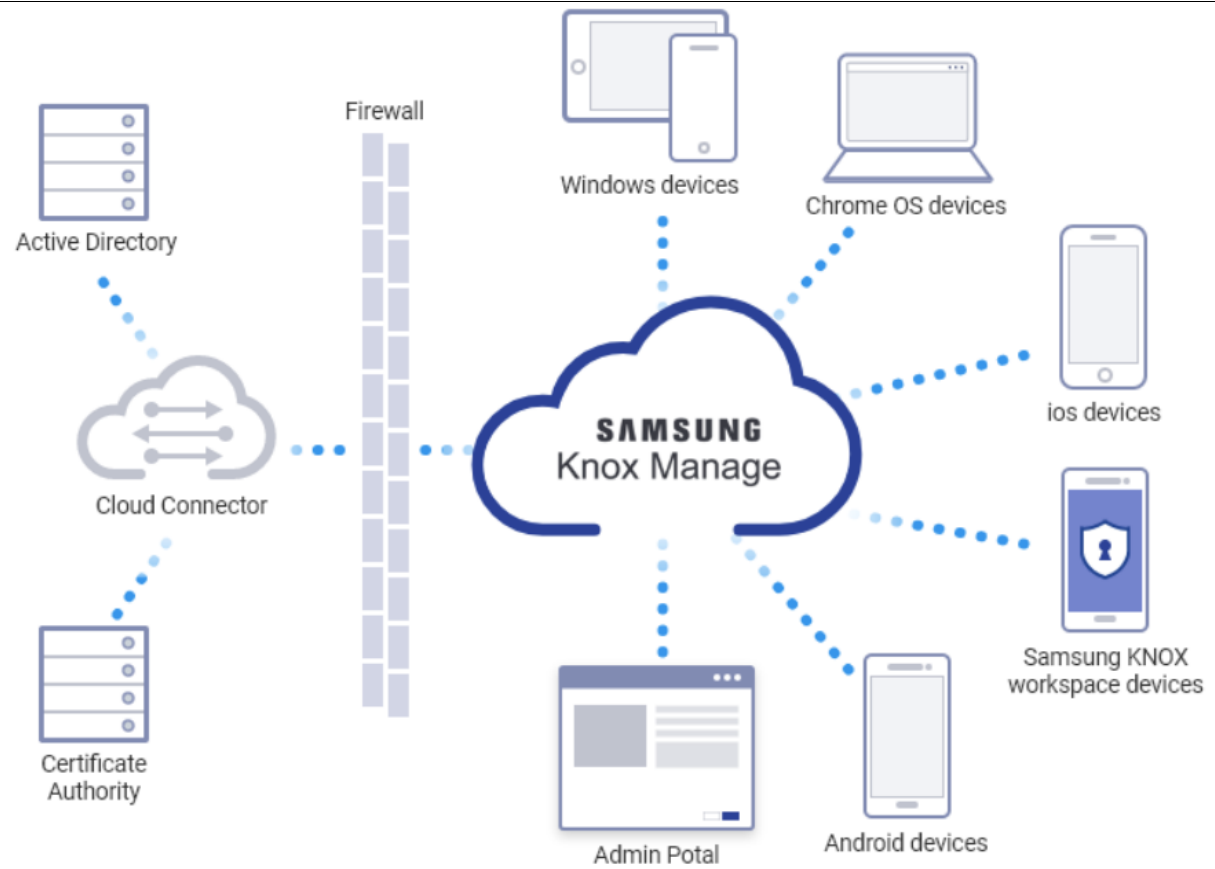 Firewall
Windows devices
Chrome OS devices
Active Directory
ios devices
SAMSUNG
Knox Manage
Cloud Connector
Samsung KNOX
workspace devices
Certificate
Authority
Android devices
Admin Potal